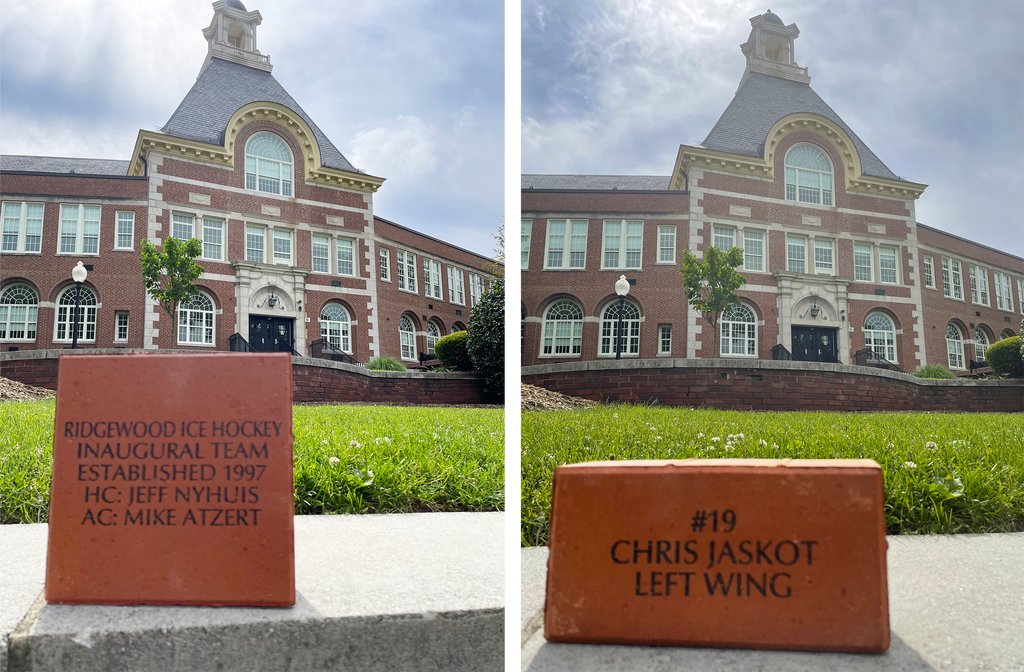 RIDGEWOOD ICE HOCKEY
INAUGURAL TEAM
ESTABLISHED 1997
HC: JEFF NYHUIS
AC: MIKE ATZERT
#19
CHRIS JASKOT
LEFT WING